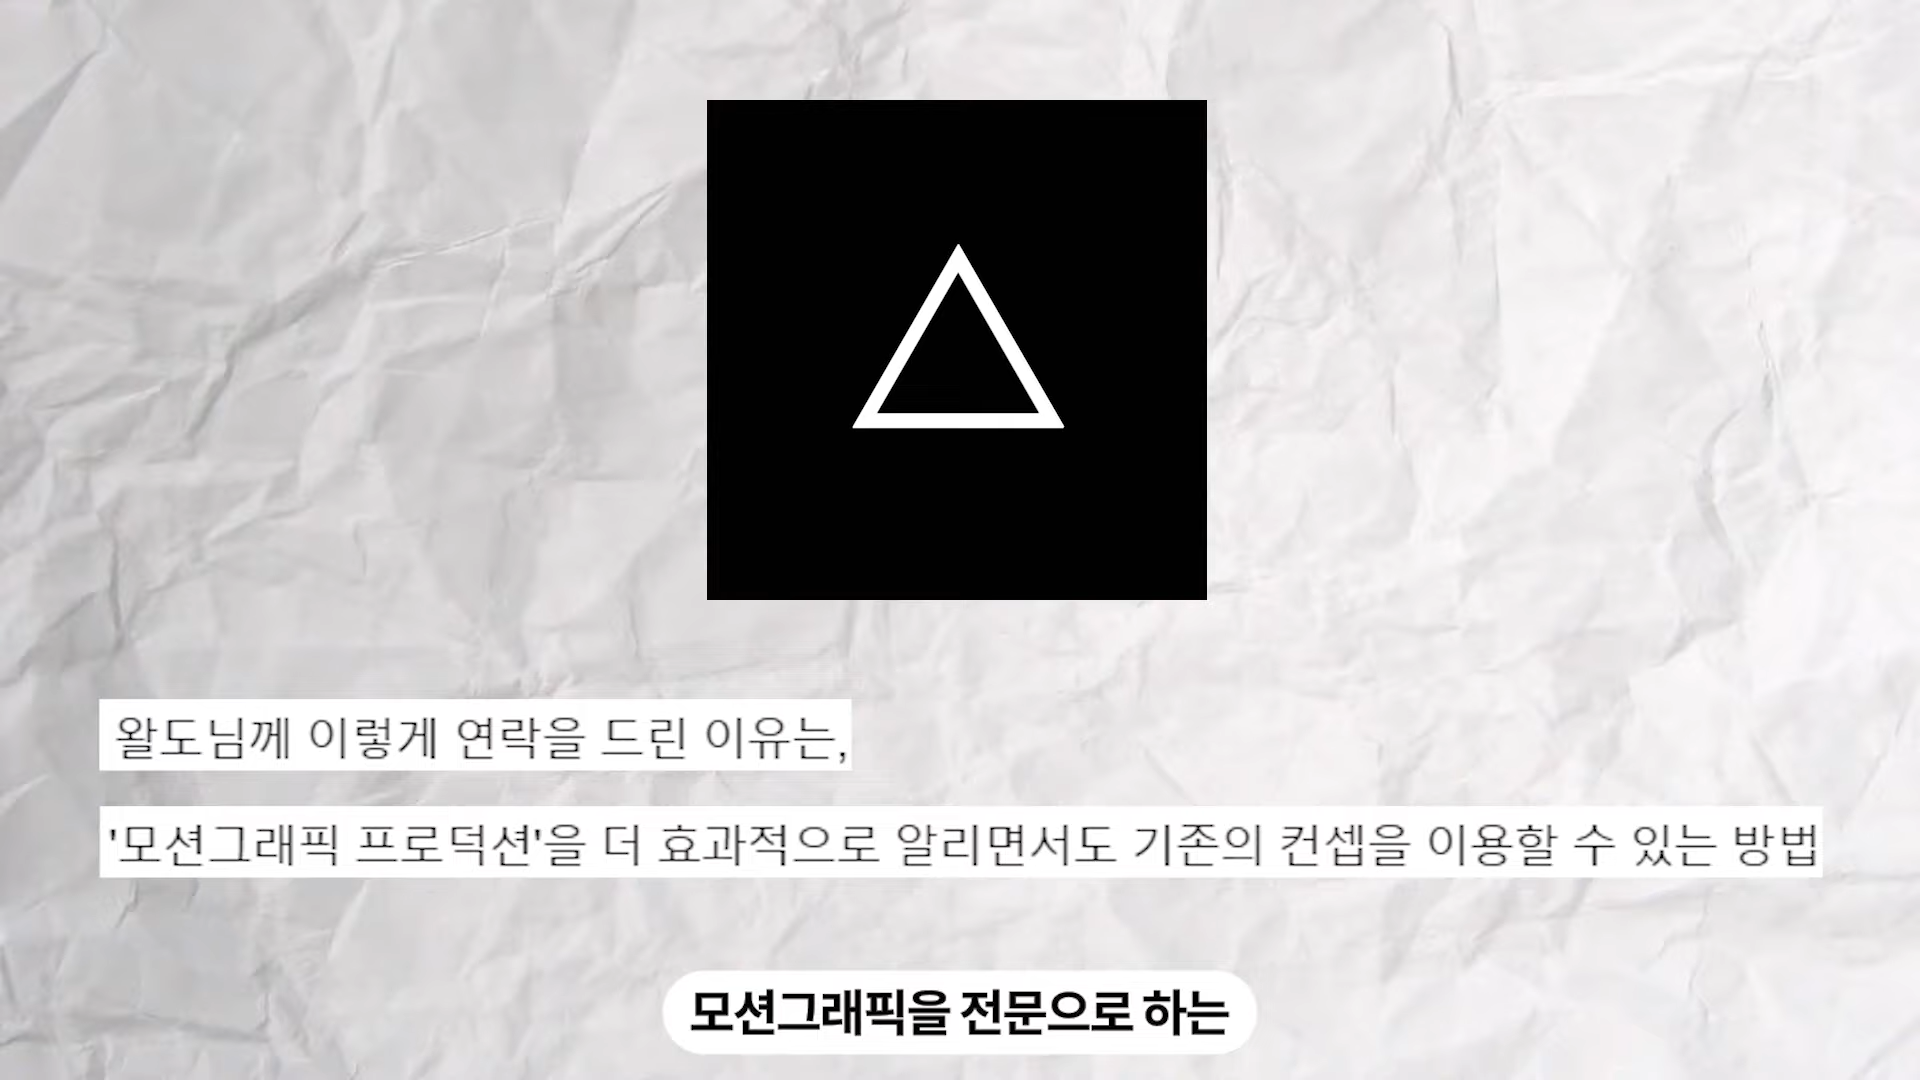 왈도님께 이렇게 연락을 드린 이유는,
'모션그래픽 프로덕션'을 더 효과적으로 알리면서도 기존의 컨셉을 이용할 수 있는 방법
모션그래픽을 전문으로 하는